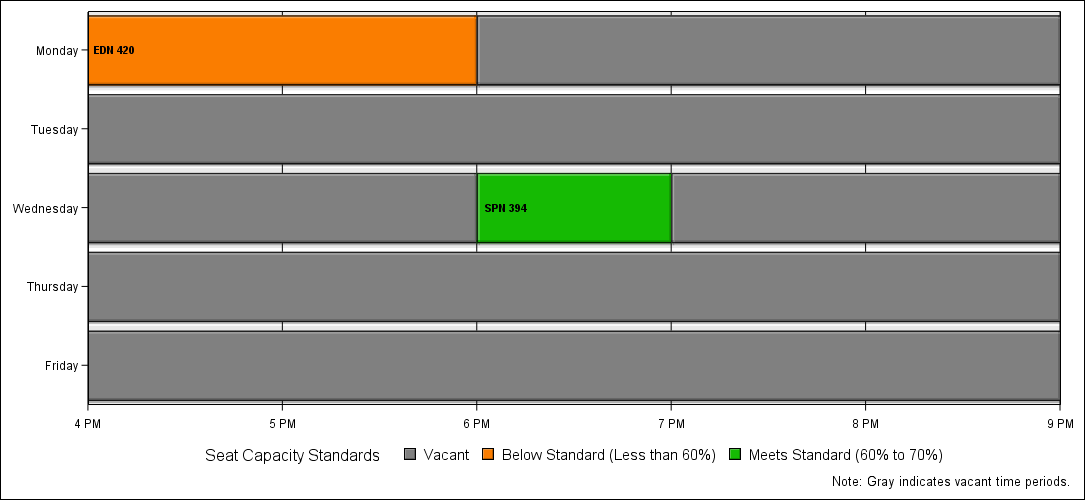 Monday
EDN 420
Tuesday
Wednesday
SPN 394
Thursday
Friday
4 PM 5 PM 6 PM 7 PM 8 PM 9 PM
Seat Capacity Standards Vacant Below Standard (Less than 60%) Meets Standard (60% to 70%)
Note: Gray indicates vacant time periods.